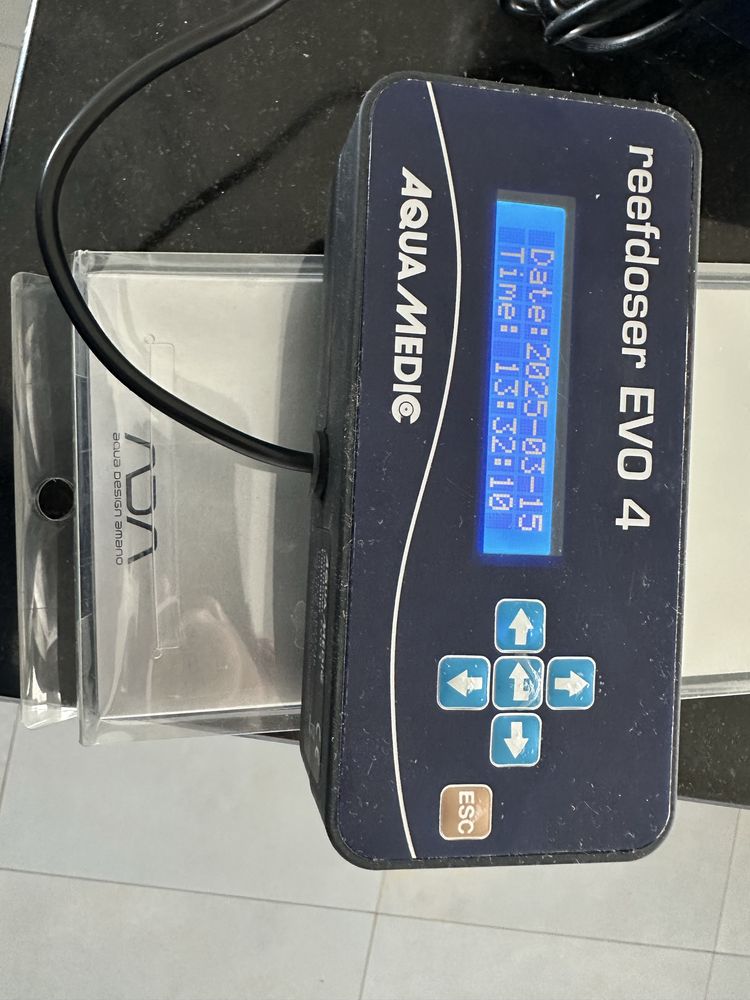 reefdoser EVO 4
Date:2025-03-15
Time: 13:32:10
AQUA MEDIC
ESC
ADA
AQUA DESIGN AMANO